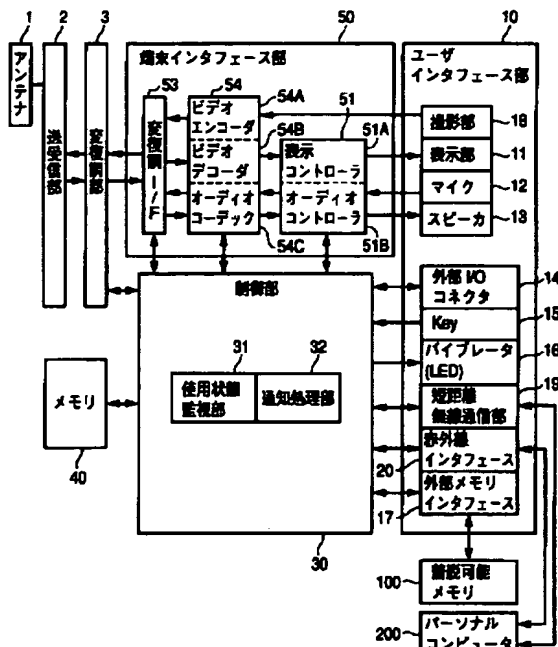 1
2
3
50
10
アンテナ
送受信部
変復調部
端末インタフェース部
53
変復調I/F
54
ビデオ
エンコーダ
54A
ビデオ
デコーダ
54B
オーディオ
コーデック
54C
51
表示
コントローラ
51A
オーディオ
コントローラ
51B
ユーザ
インタフェース部
撮影部
18
表示部
11
マイク
12
スピーカ
13
制御部
31
使用状態
監視部
32
通知処理部
30
メモリ
40
外部I/O
コネクタ
14
Key
15
バイブレータ
(LED)
16
短距離
無線通信部
19
赤外線
インタフェース
20
外部メモリ
インタフェース
17
100
着脱可能
メモリ
200
パーソナル
コンピュータ